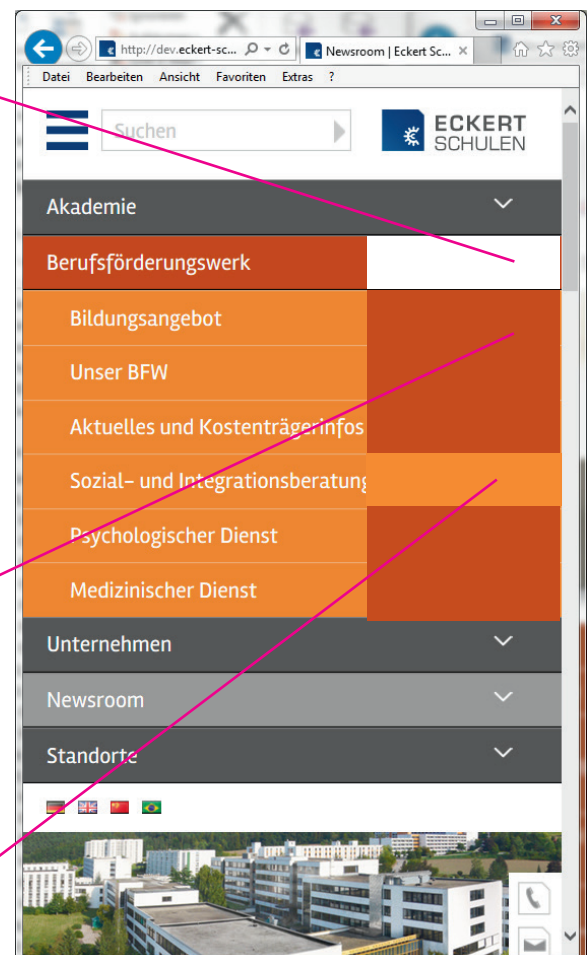 http://dev.eckert-sc...
Newsroom | Eckert Sc...
Datei Bearbeiten Ansicht Favoriten Extras ?
Suchen
ECKERT
SCHULEN
Akademie
Berufsförderungswerk
Bildungsangebot
Unser BFW
Aktuelles und Kostenträgerinfos
Sozial- und Integrationsberatung
Psychologischer Dienst
Medizinischer Dienst
Unternehmen
Newsroom
Standorte